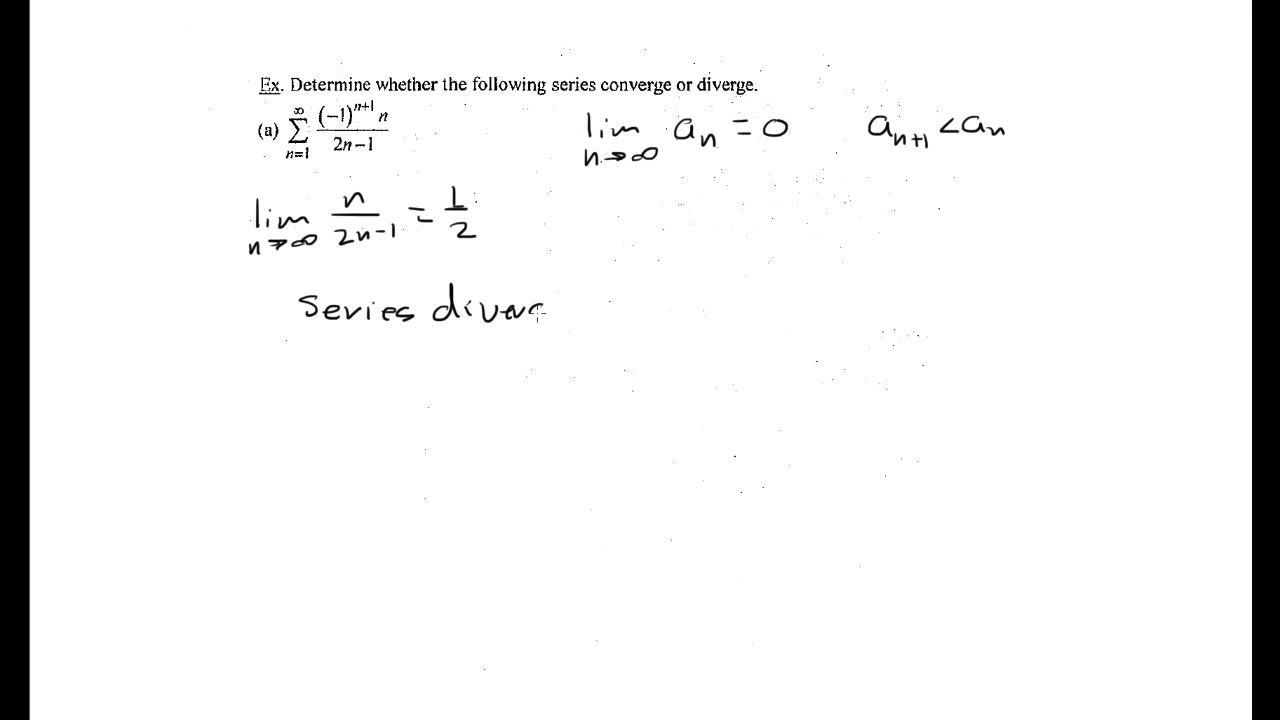 Ex. Determine whether the following series converge or diverge.
(a) ∑_{n=1}^{∞} (-1)^{n+1} n / (2n-1)
lim_{n→∞} a_n = 0    a_{n+1} < a_n
lim_{n→∞} n / (2n-1) = 1/2
series diverg